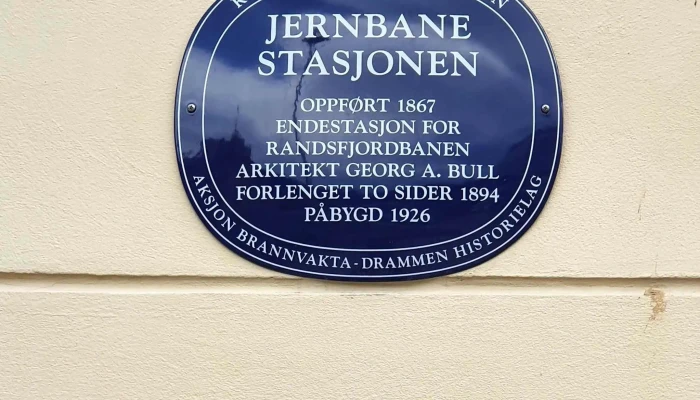 JERNBANE
STASJONEN
OPPFØRT 1867
ENDESTASJON FOR
RANDSFJORDBANEN
ARKITEKT GEORG A. BULL
FORLENGET TO SIDER 1894
PÅBYGD 1926
AKSJON BRANNVAKTA - DRAMMEN HISTORIELAG